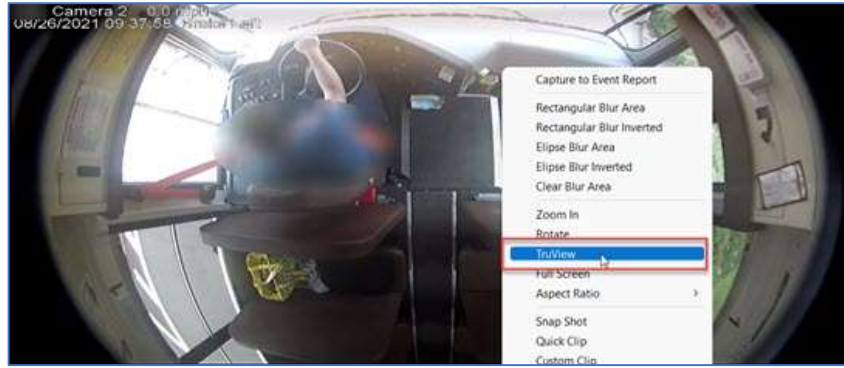 Camera 2 0.0 mph
08/26/2021 09:37:58
Capture to Event Report
Rectangular Blur Area
Rectangular Blur Inverted
Elipse Blur Area
Elipse Blur Inverted
Clear Blur Area
Zoom In
Rotate
TruView
Full Screen
Aspect Ratio
Snap Shot
Quick Clip
Custom Clip